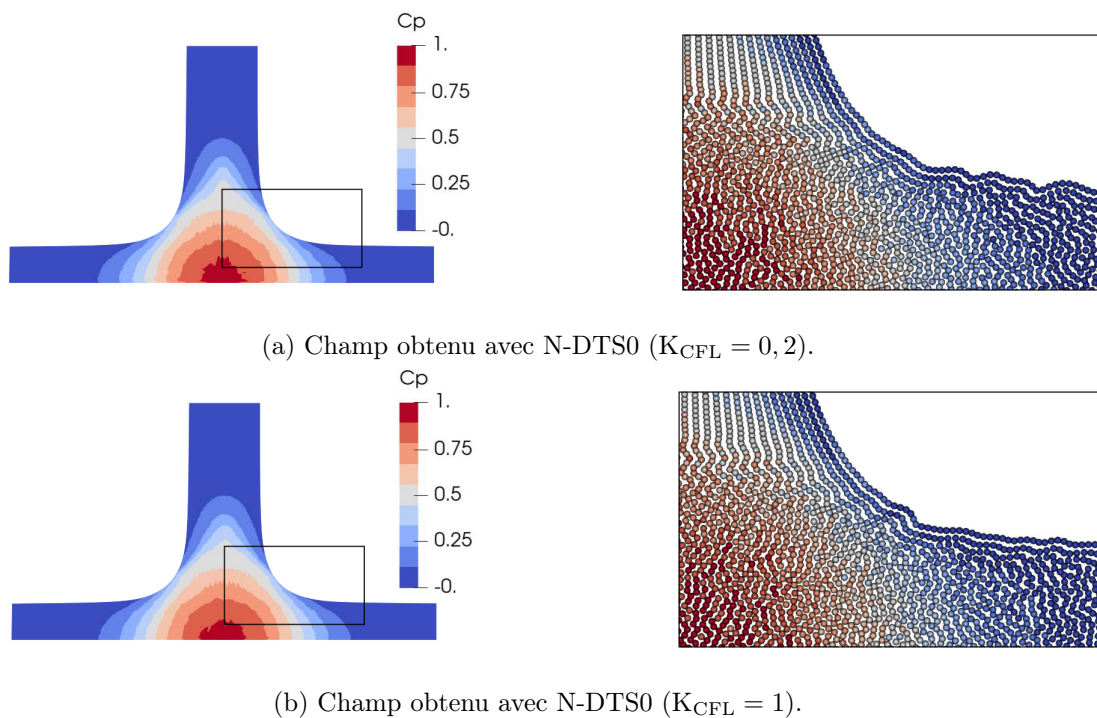 Cp
1.
0.75
0.5
0.25
-0.
(a) Champ obtenu avec N-DTS0 (K_CFL = 0, 2).
Cp
1.
0.75
0.5
0.25
-0.
(b) Champ obtenu avec N-DTS0 (K_CFL = 1).